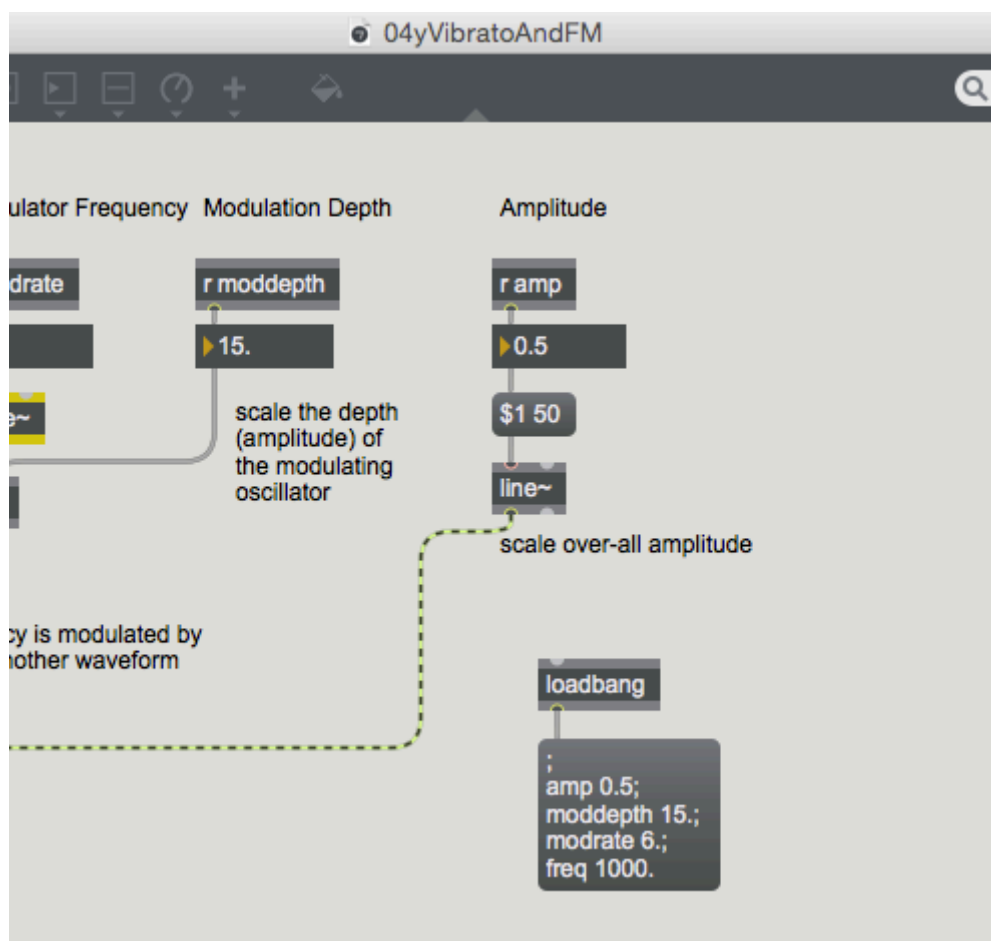 04yVibratoAndFM
ulator Frequency Modulation Depth Amplitude
drate r moddepth r amp
15. 0.5
scale the depth
(amplitude) of
the modulating
oscillator
$1 50
e~
line~
scale over-all amplitude
cy is modulated by
nother waveform
loadbang
;
amp 0.5;
moddepth 15.;
modrate 6.;
freq 1000.